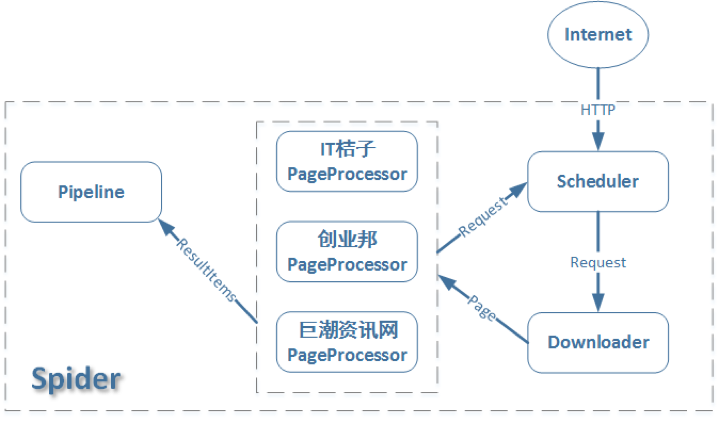 Internet
HTTP
IT桔子
PageProcessor
Pipeline
Scheduler
创业邦
PageProcessor
Request
ResultItems
Request
Page
巨潮资讯网
PageProcessor
Downloader
Spider